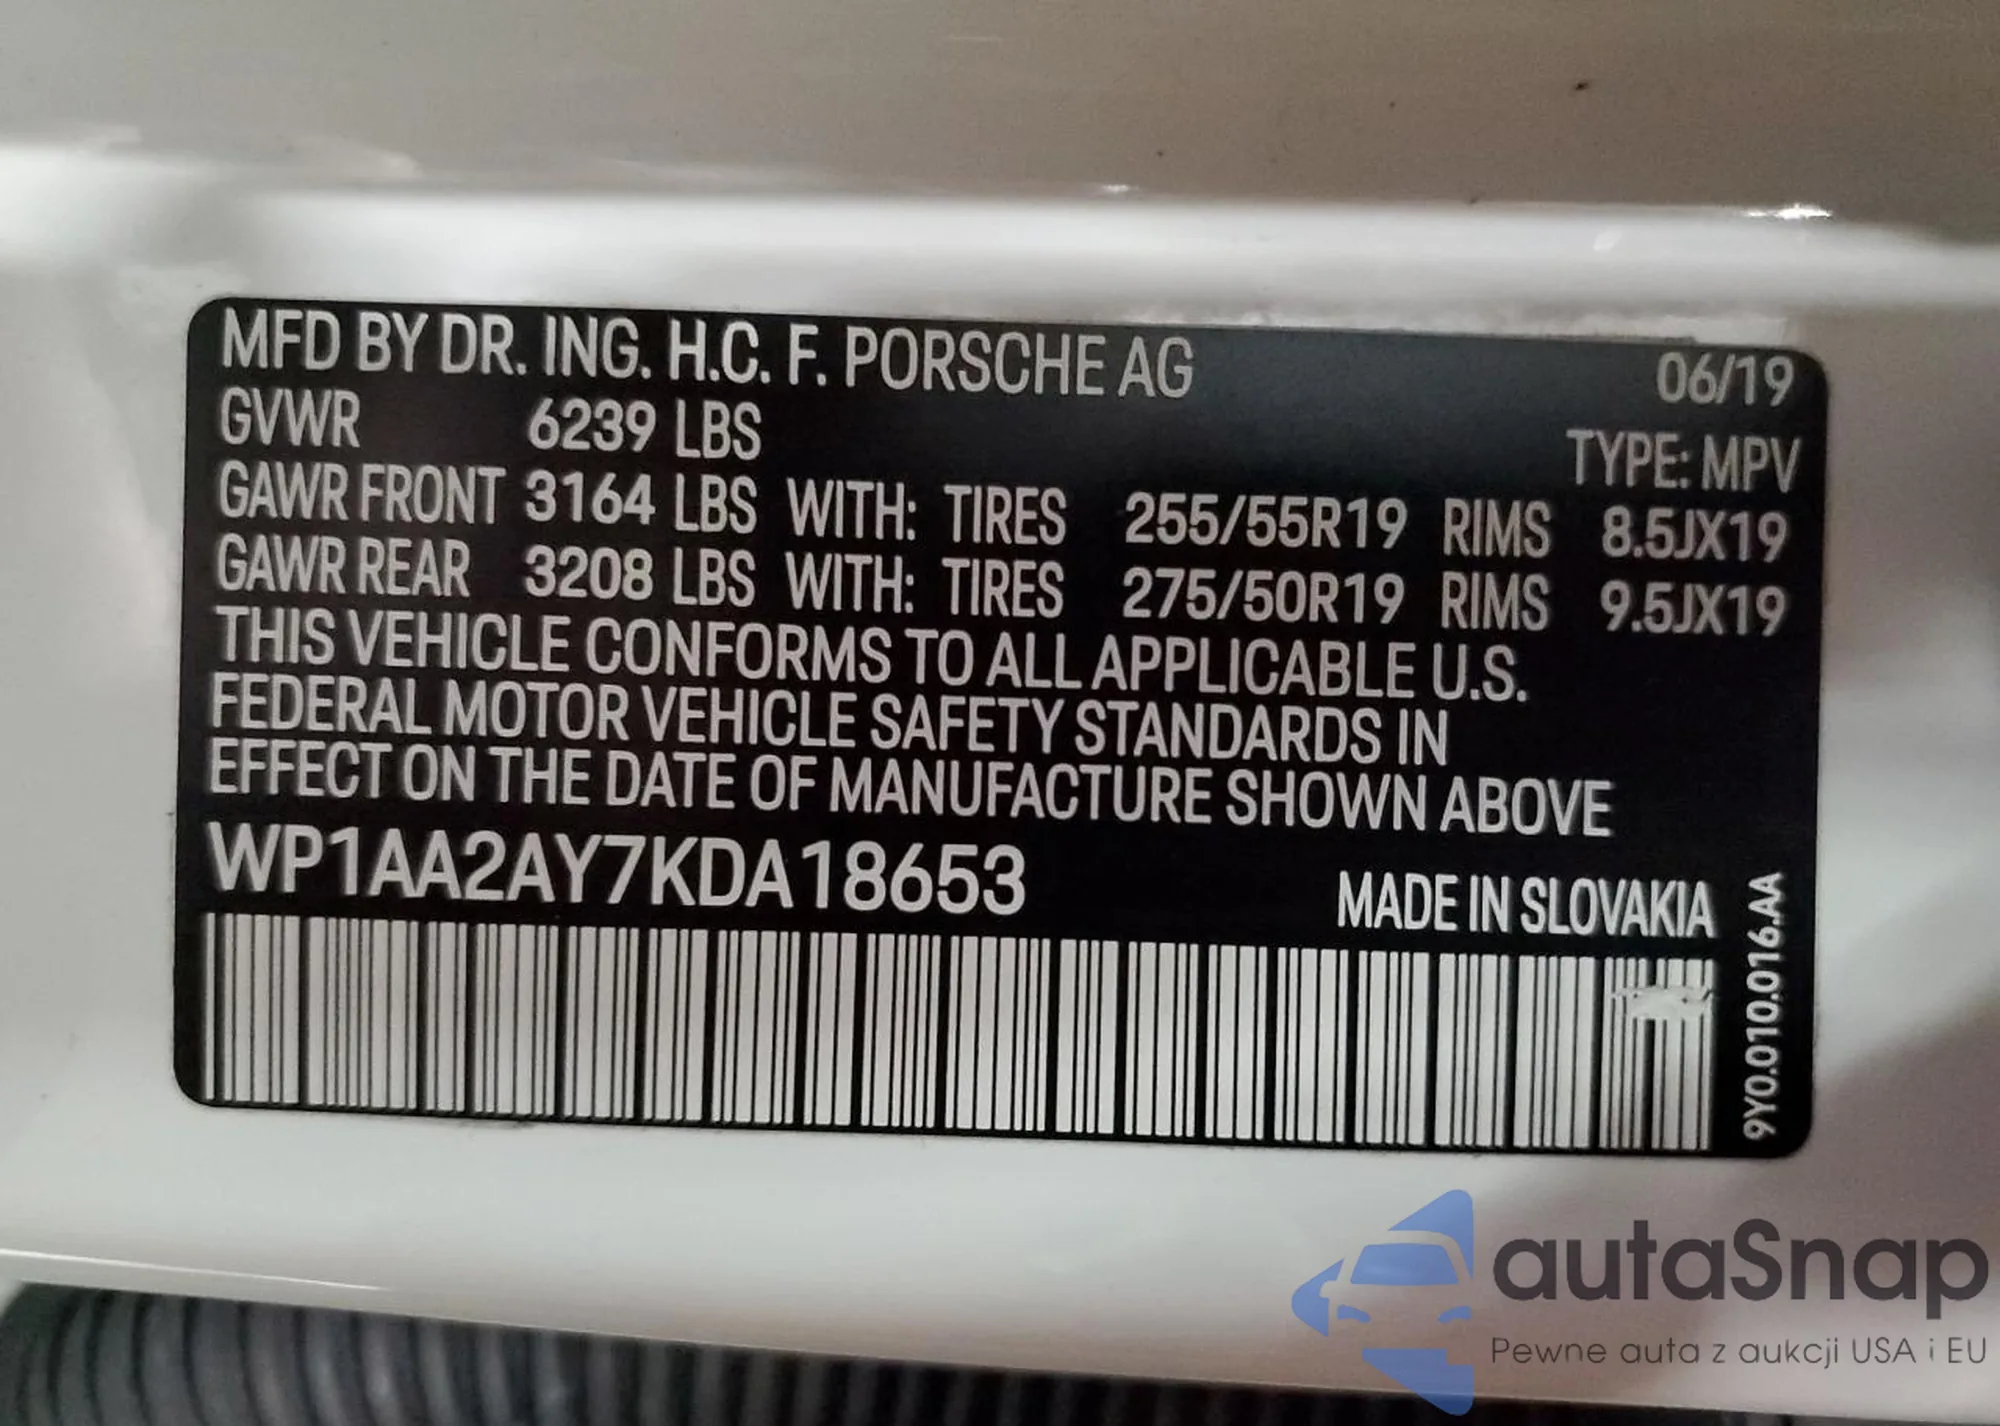 MFD BY DR. ING. H.C. F. PORSCHE AG 06/19
GVWR 6239 LBS TYPE: MPV
GAWR FRONT 3164 LBS WITH: TIRES 255/55R19 RIMS 8.5JX19
GAWR REAR 3208 LBS WITH: TIRES 275/50R19 RIMS 9.5JX19
THIS VEHICLE CONFORMS TO ALL APPLICABLE U.S.
FEDERAL MOTOR VEHICLE SAFETY STANDARDS IN
EFFECT ON THE DATE OF MANUFACTURE SHOWN ABOVE
WP1AA2AY7KDA18653
MADE IN SLOVAKIA
9Y0.010.016.AA
autaSnap
Pewne auta z aukcji USA i EU